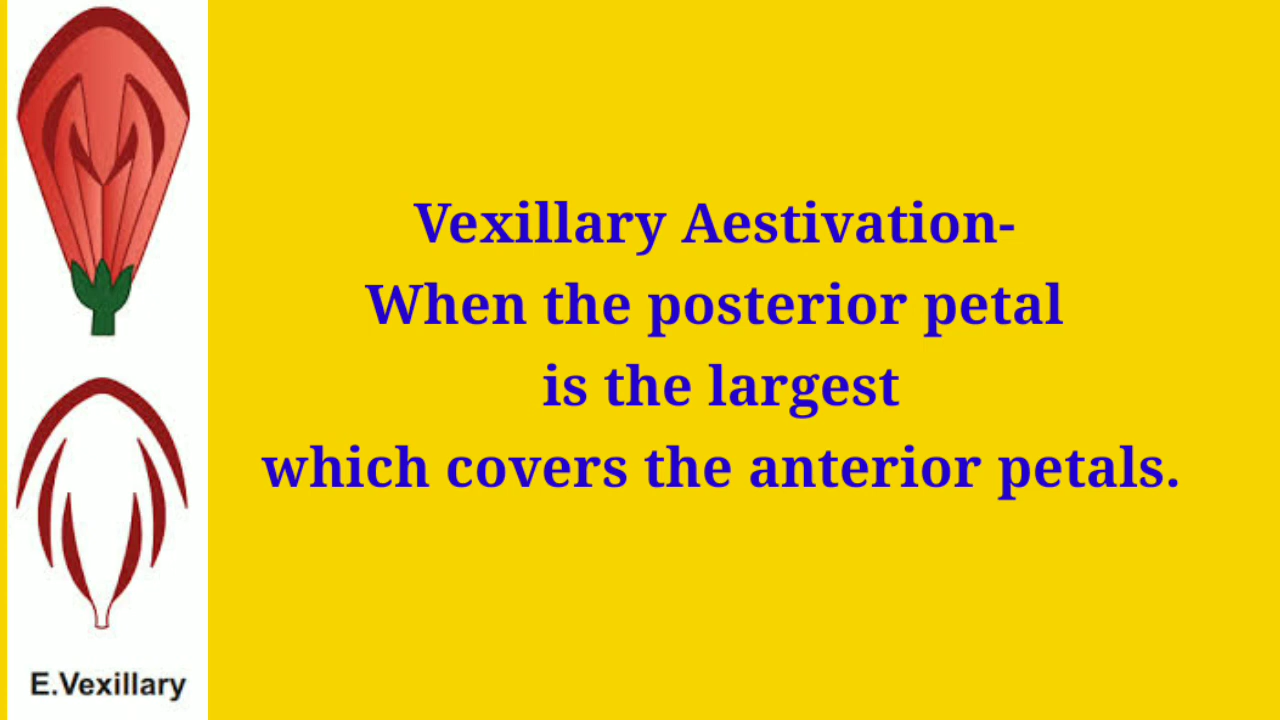 Vexillary Aestivation-
When the posterior petal
is the largest
which covers the anterior petals.
E.Vexillary